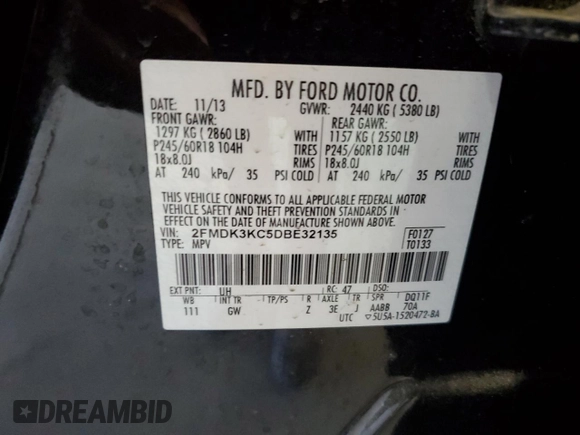 MFD. BY FORD MOTOR CO.
DATE: 11/13 GVWR: 2440 KG ( 5380 LB)
FRONT GAWR: REAR GAWR:
1297 KG ( 2860 LB) WITH 1157 KG ( 2550 LB) WITH
P245/60R18 104H TIRES P245/60R18 104H TIRES
18x8.0J RIMS 18x8.0J RIMS
AT 240 kPa/ 35 PSI COLD AT 240 kPa/ 35 PSI COLD
THIS VEHICLE CONFORMS TO ALL APPLICABLE FEDERAL MOTOR
VEHICLE SAFETY AND THEFT PREVENTION STANDARDS IN
EFFECT ON THE DATE OF MANUFACTURE SHOWN ABOVE.
VIN: 2FMDK3KC5DBE32135 F0127
TYPE: MPV T0133
EXT PNT: UH RC: 47 DSO:
WB INT TR TP/PS R AXLE TR SPR DQ11F
111 GW Z 3E J AABB 70A
UTC ▽5U5A-1520472-BA
DREAMBID